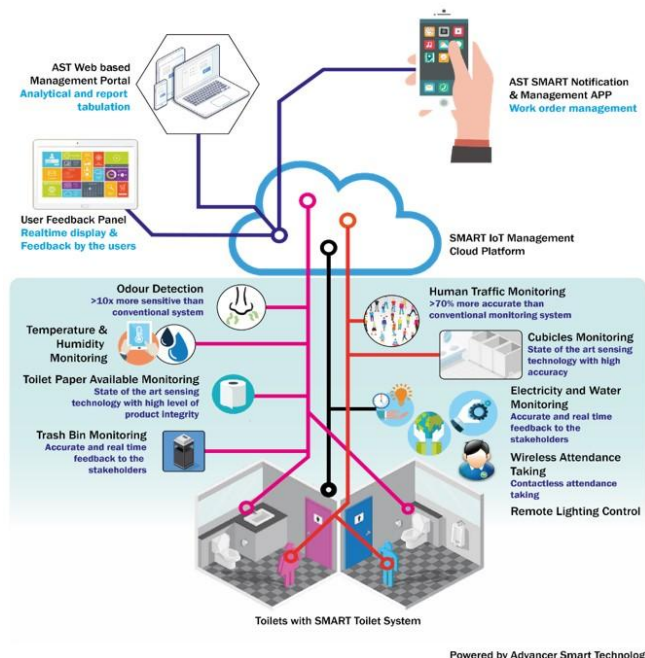 AST Web based
Management Portal
Analytical and report
tabulation
AST SMART Notification
& Management APP
Work order management
User Feedback Panel
Realtime display &
Feedback by the users
SMART IoT Management
Cloud Platform
Odour Detection
>10x more sensitive than
conventional system
Human Traffic Monitoring
>70% more accurate than
conventional monitoring system
Temperature &
Humidity
Monitoring
Cubicles Monitoring
State of the art sensing
technology with high
accuracy
Toilet Paper Available Monitoring
State of the art sensing
technology with high level of
product integrity
Electricity and Water
Monitoring
Accurate and real time
feedback to the
stakeholders
Trash Bin Monitoring
Accurate and real time
feedback to the
stakeholders
Wireless Attendance
Taking
Contactless attendance
taking
Remote Lighting Control
Toilets with SMART Toilet System
Powered by Advancer Smart Technolog